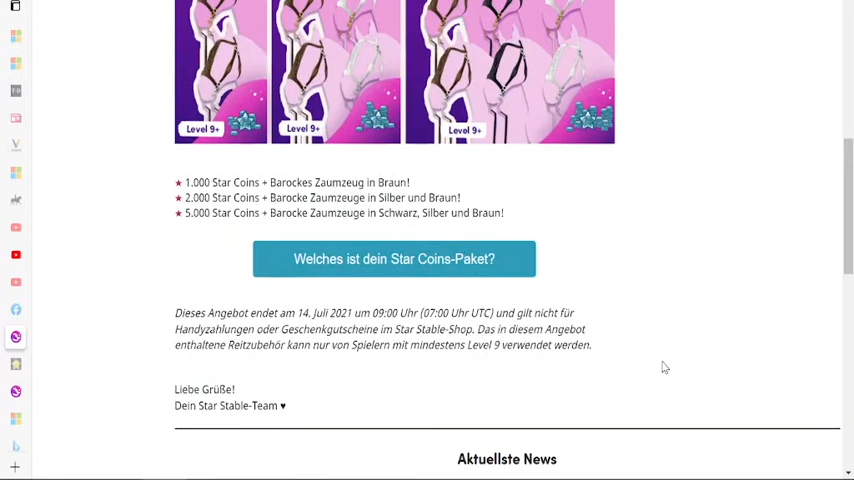 Level 9+
Level 9+
Level 9+
★ 1.000 Star Coins + Barockes Zaumzeug in Braun!
★ 2.000 Star Coins + Barocke Zaumzeuge in Silber und Braun!
★ 5.000 Star Coins + Barocke Zaumzeuge in Schwarz, Silber und Braun!
Welches ist dein Star Coins-Paket?
Dieses Angebot endet am 14. Juli 2021 um 09:00 Uhr (07:00 Uhr UTC) und gilt nicht für
Handyzahlungen oder Geschenkgutscheine im Star Stable-Shop. Das in diesem Angebot
enthaltene Reitzubehör kann nur von Spielern mit mindestens Level 9 verwendet werden.
Liebe Grüße!
Dein Star Stable-Team ♥
Aktuellste News